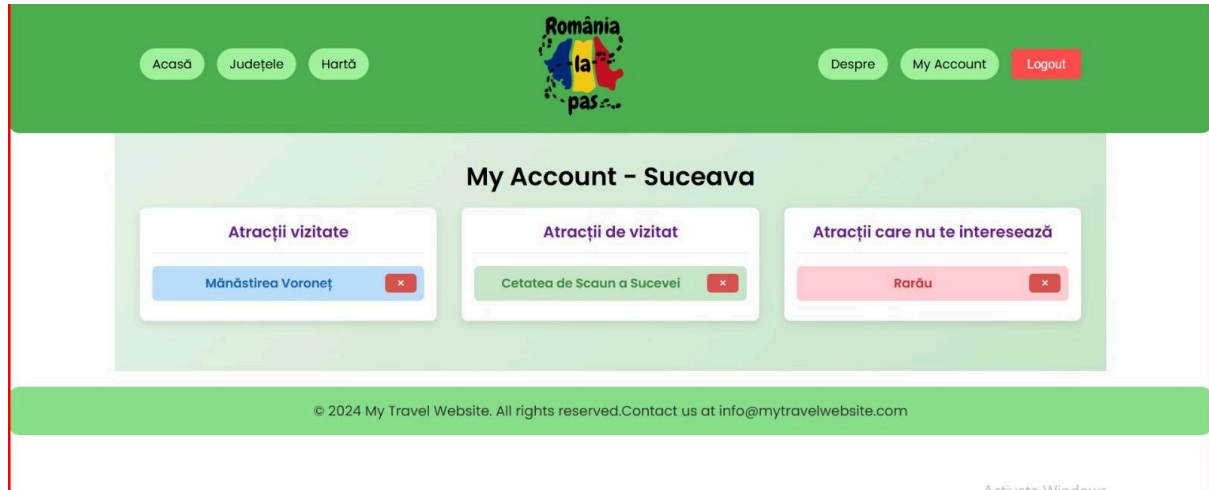 Acasă Județele Hartă
România
la
pas
Despre My Account Logout
My Account - Suceava
Atracții vizitate
Mănăstirea Voroneț ×
Atracții de vizitat
Cetatea de Scaun a Sucevei ×
Atracții care nu te interesează
Rarău ×
© 2024 My Travel Website. All rights reserved.Contact us at info@mytravelwebsite.com
Activate Windows